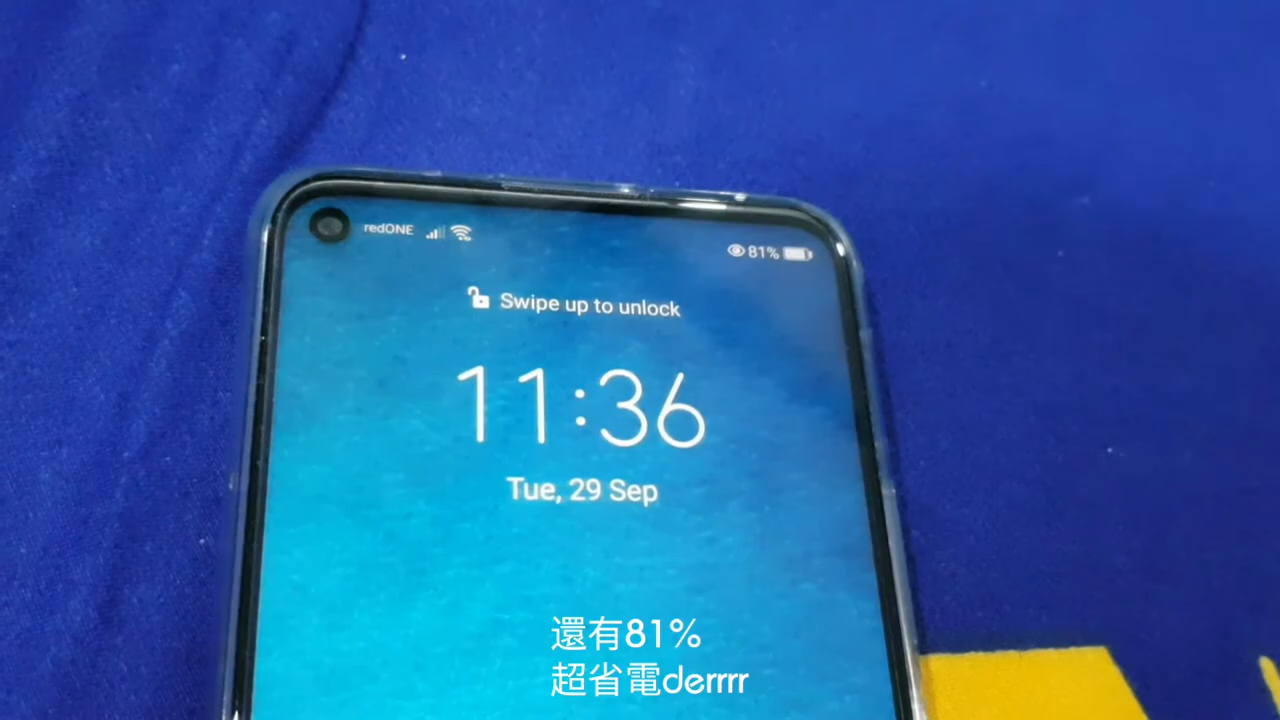 redONE
81%
Swipe up to unlock
11:36
Tue, 29 Sep
還有81%
超省電derrrr